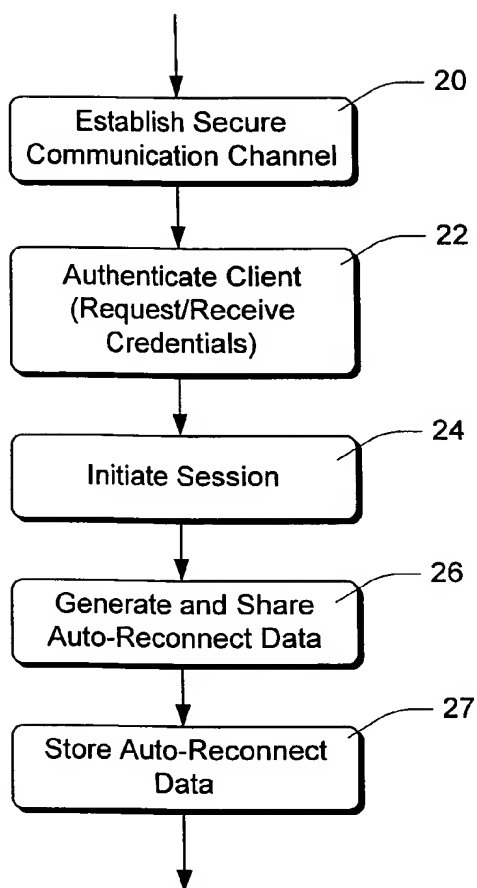 20
Establish Secure
Communication Channel
22
Authenticate Client
(Request/Receive
Credentials)
24
Initiate Session
26
Generate and Share
Auto-Reconnect Data
27
Store Auto-Reconnect
Data